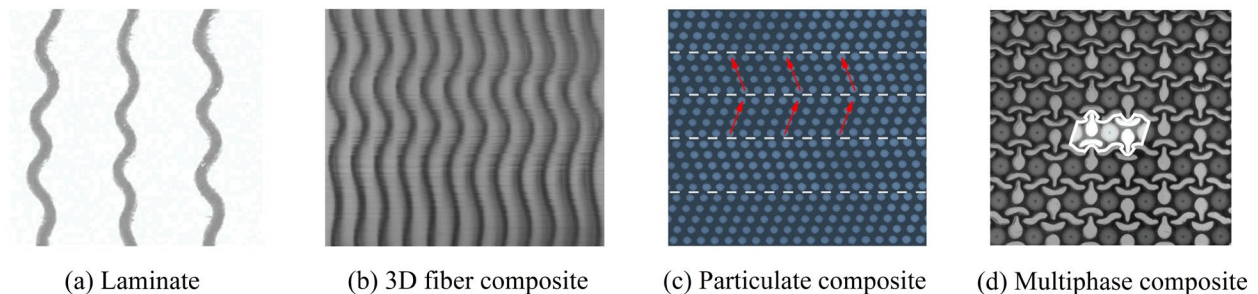 (a) Laminate
(b) 3D fiber composite
(c) Particulate composite
(d) Multiphase composite